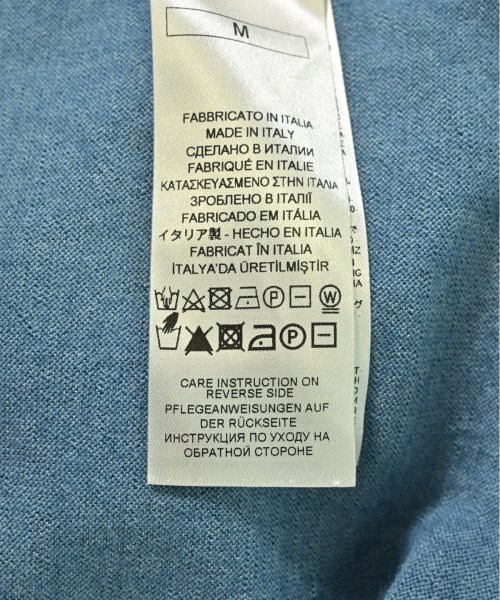 M
FABBRICATO IN ITALIA
MADE IN ITALY
СДЕЛАНО В ИТАЛИИ
FABRIQUÉ EN ITALIE
ΚΑΤΑΣΚΕΥΑΣΜΕΝΟ ΣΤΗΝ ΙΤΑΛΙΑ
ЗРОБЛЕНО В ІТАЛІЇ
FABRICADO EM ITÁLIA
イタリア製 - HECHO EN ITALIA
FABRICAT ÎN ITALIA
İTALYA'DA ÜRETİLMİŞTİR
P W
P
CARE INSTRUCTION ON
REVERSE SIDE
PFLEGEANWEISUNGEN AUF
DER RÜCKSEITE
ИНСТРУКЦИЯ ПО УХОДУ НА
ОБРАТНОЙ СТОРОНЕ